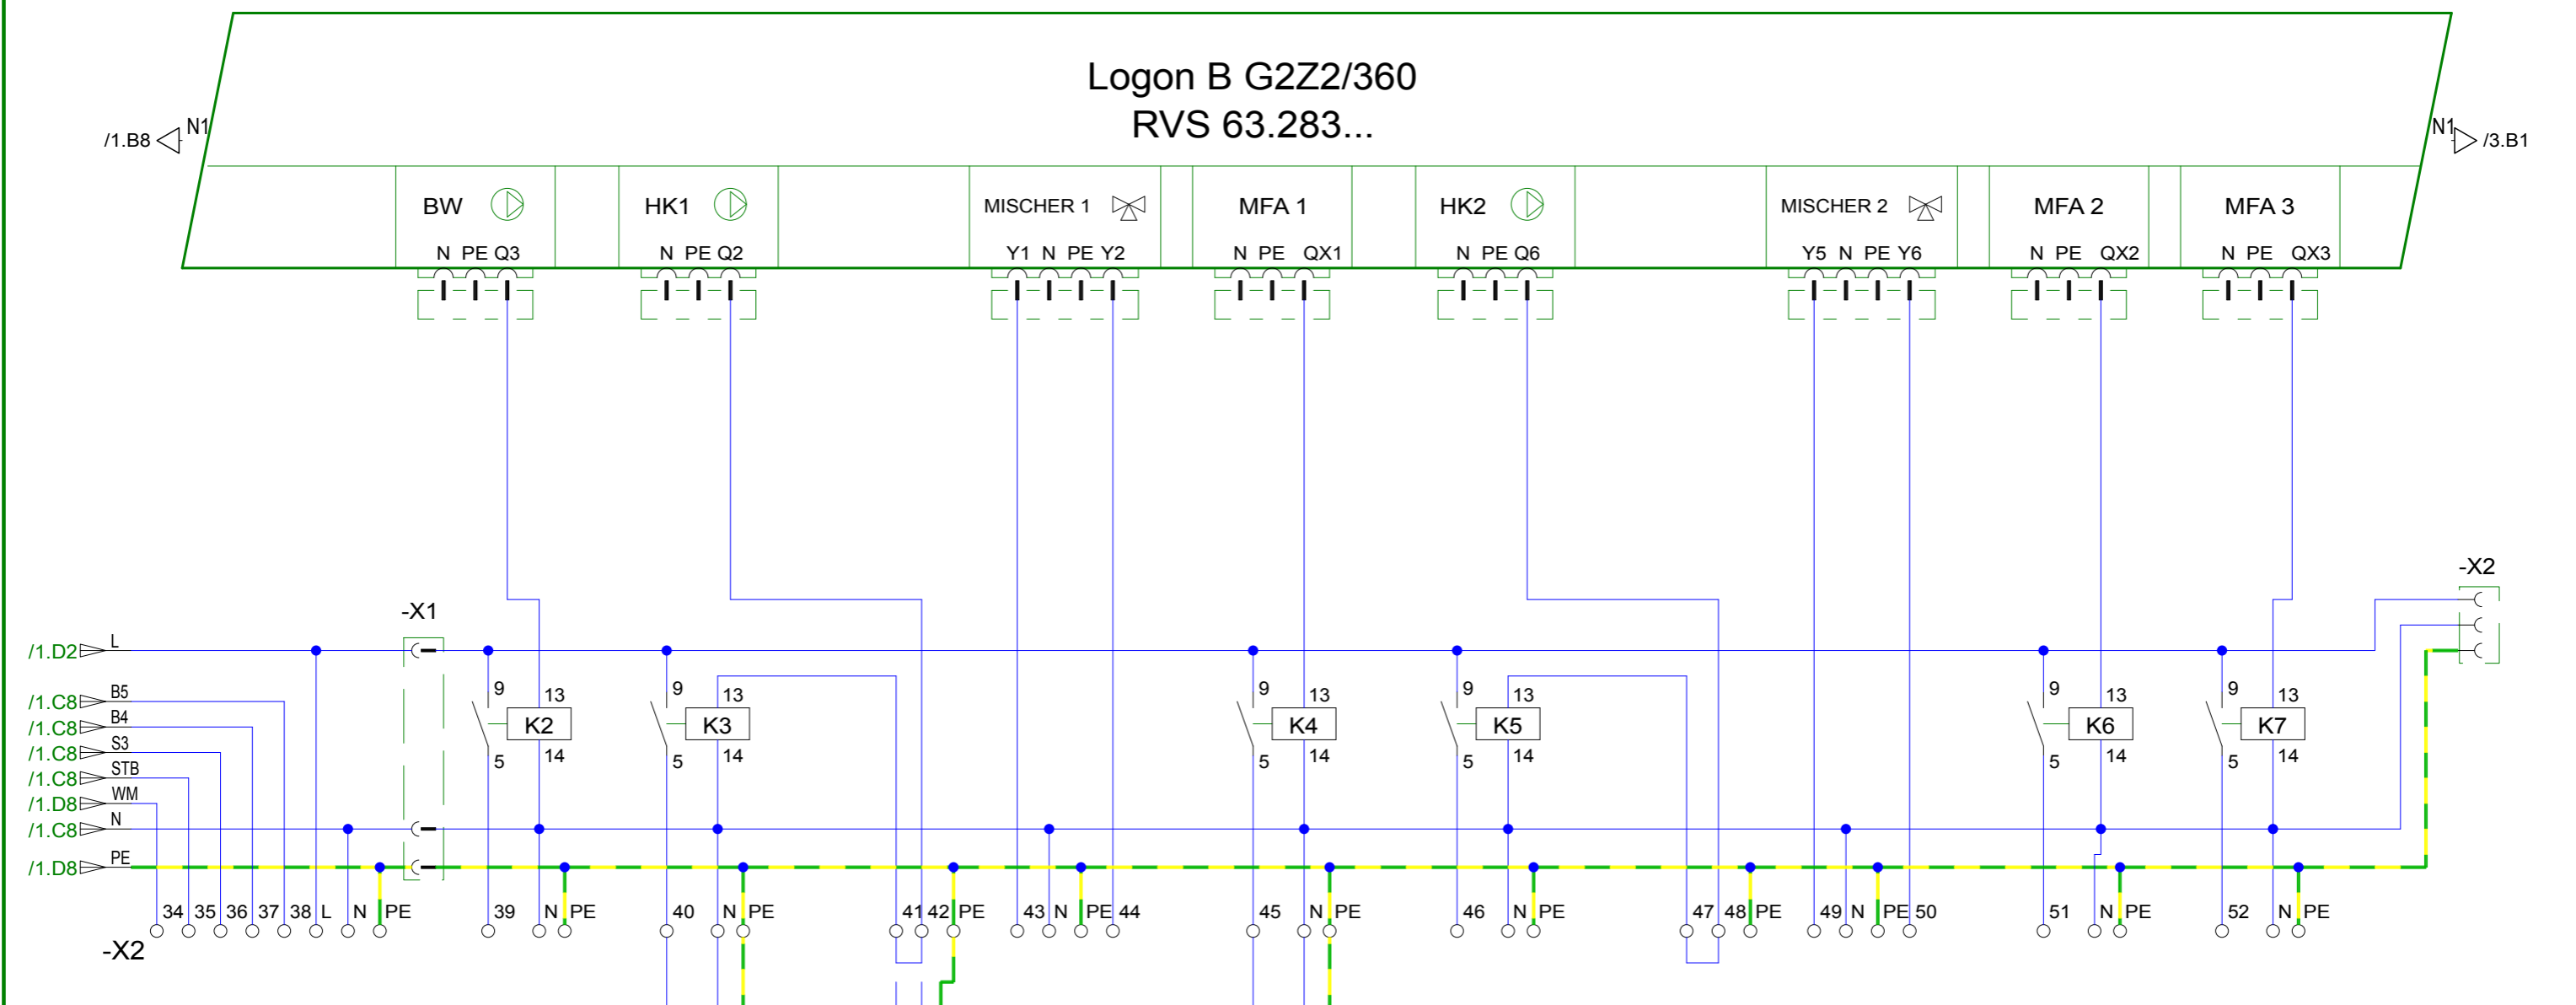 Logon B G2Z2/360
RVS 63.283...
/1.B8 N1 N1 /3.B1
BW HK1 MISCHER 1 MFA 1 HK2 MISCHER 2 MFA 2 MFA 3
N PE Q3 N PE Q2 Y1 N PE Y2 N PE QX1 N PE Q6 Y5 N PE Y6 N PE QX2 N PE QX3
-X2
-X1
/1.D2 L
/1.C8 B5 9 13 9 13 9 13 9 13 9 13 9 13
/1.C8 B4 K2 K3 K4 K5 K6 K7
/1.C8 S3 5 14 5 14 5 14 5 14 5 14 5 14
/1.C8 STB
/1.D8 WM
/1.C8 N
/1.D8 PE
34 35 36 37 38 L N PE 39 N PE 40 N PE 41 42 PE 43 N PE 44 45 N PE 46 N PE 47 48 PE 49 N PE 50 51 N PE 52 N PE
-X2